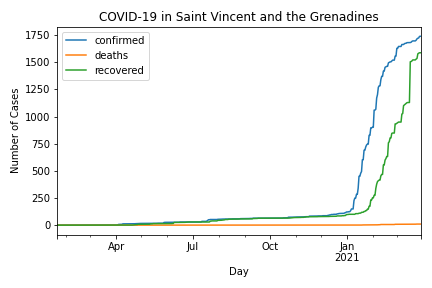 COVID-19 in Saint Vincent and the Grenadines
1750
1500
1250
1000
750
500
250
0
Number of Cases
confirmed
deaths
recovered
Apr
Jul
Oct
Jan
2021
Day